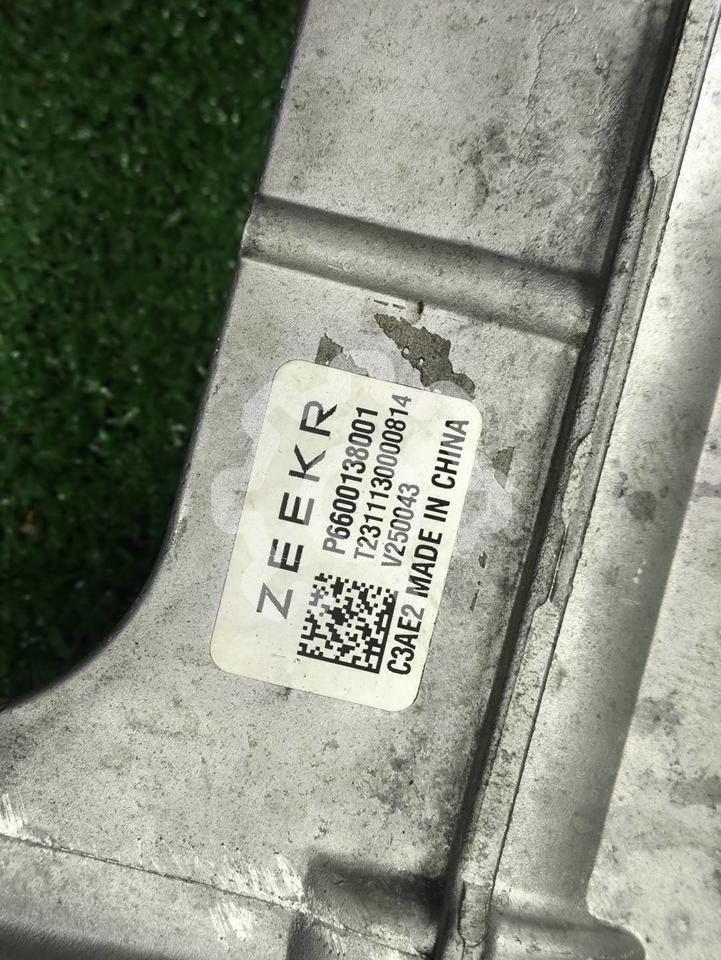 ZEEKR
P6600138001
T2311130000814
V250043
C3AE2 MADE IN CHINA